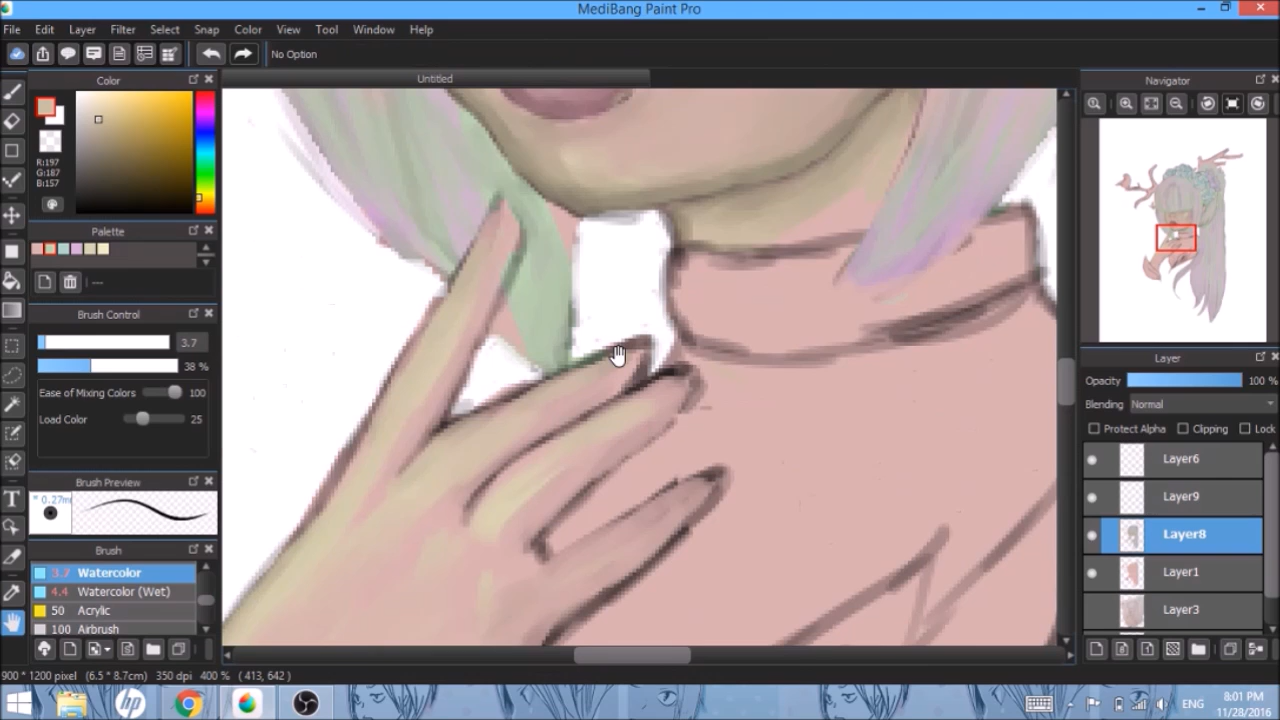 MediBang Paint Pro
File Edit Layer Filter Select Snap Color View Tool Window Help
No Option
Color
R:197
G:187
B:157
Palette
---
Brush Control
3.7
38 %
Ease of Mixing Colors 100
Load Color 25
Brush Preview
* 0.27m
Brush
3.7 Watercolor
4.4 Watercolor (Wet)
50 Acrylic
100 Airbrush
Untitled
Navigator
Layer
Opacity 100 %
Blending Normal
Protect Alpha Clipping Lock
Layer6
Layer9
Layer8
Layer1
Layer3
900 * 1200 pixel (6.5 * 8.7cm) 350 dpi 400 % ( 413, 642 )
hp
ENG
8:01 PM
11/28/2016